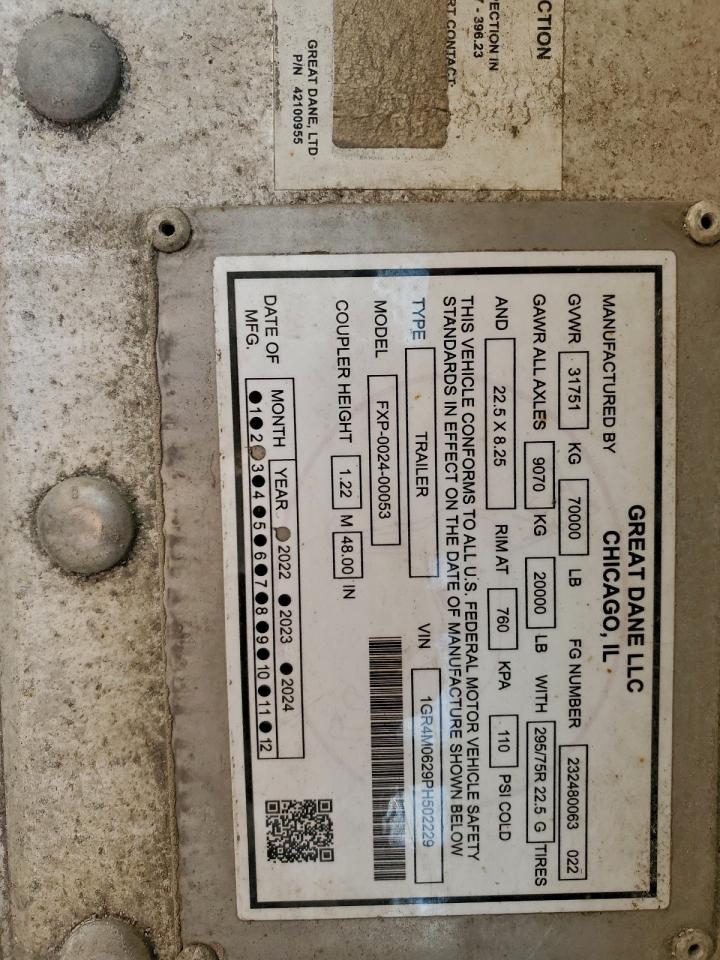 CTION
ECTION IN
7 - 396.23
RT CONTACT:
GREAT DANE, LTD
P/N 42100955
GREAT DANE LLC
CHICAGO, IL
MANUFACTURED BY
GVWR 31751 KG 70000 LB FG NUMBER 232480063 022
GAWR ALL AXLES 9070 KG 20000 LB WITH 295/75R 22.5 G TIRES
AND 22.5 X 8.25 RIM AT 760 KPA 110 PSI COLD
THIS VEHICLE CONFORMS TO ALL U.S. FEDERAL MOTOR VEHICLE SAFETY
STANDARDS IN EFFECT ON THE DATE OF MANUFACTURE SHOWN BELOW
TYPE TRAILER VIN 1GR4M0629PH502229
MODEL FXP-0024-00053
COUPLER HEIGHT 1.22 M 48.00 IN
DATE OF MFG.
MONTH YEAR 2022 2023 2024
1 2 3 4 5 6 7 8 9 10 11 12